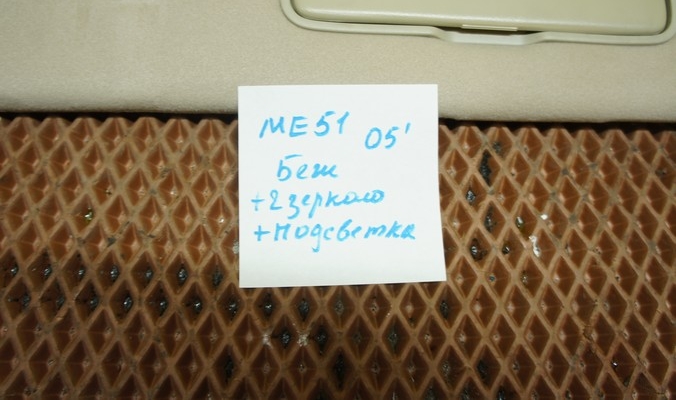 ME51 05'
Беж
+2 зеркало
+подсветка